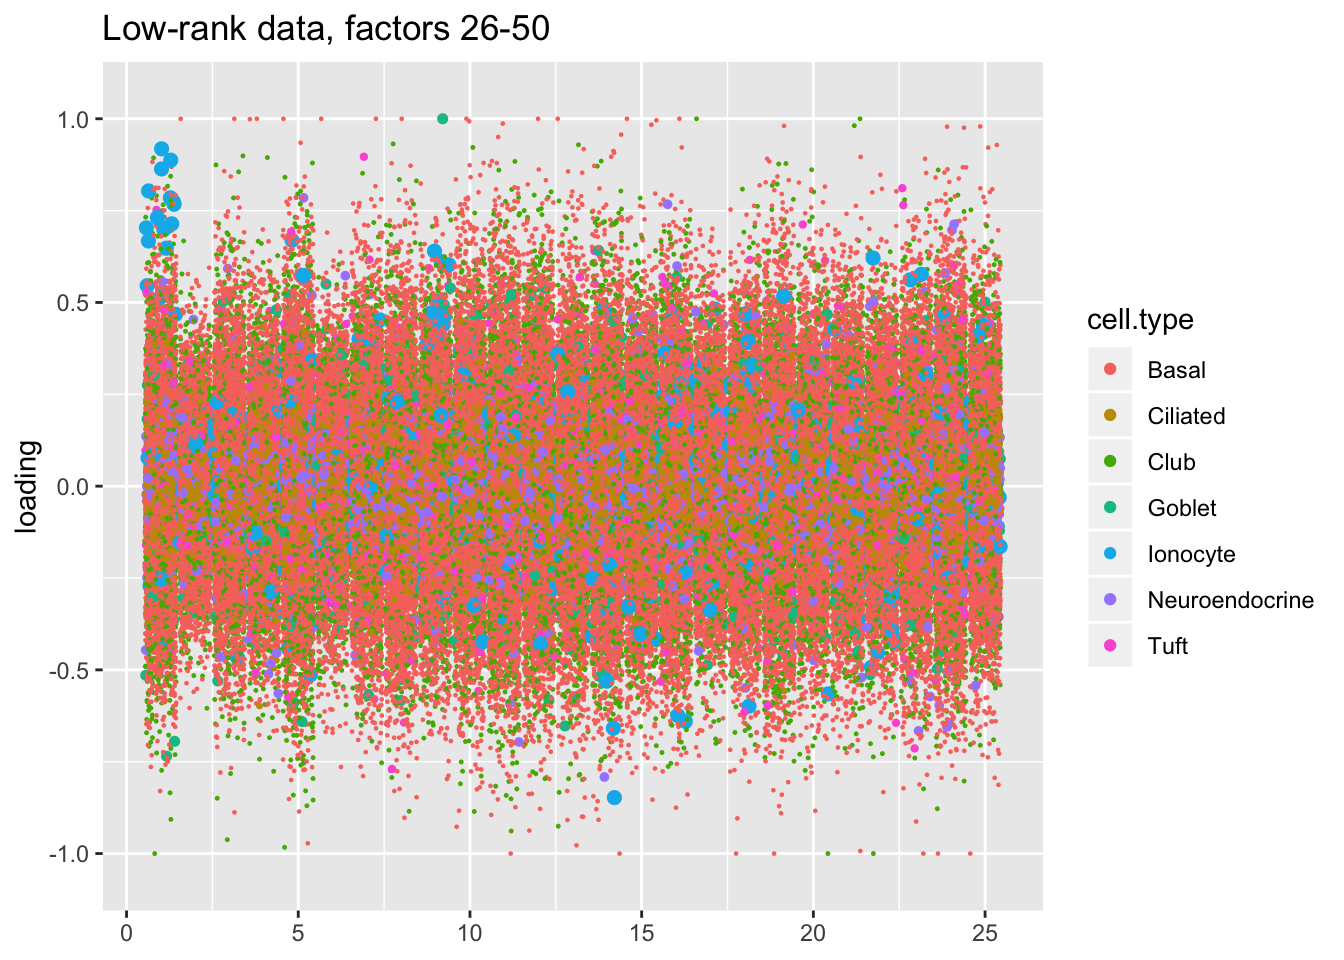 Low-rank data, factors 26-50
1.0
0.5
0.0
-0.5
-1.0
loading
0
5
10
15
20
25
cell.type
Basal
Ciliated
Club
Goblet
Ionocyte
Neuroendocrine
Tuft